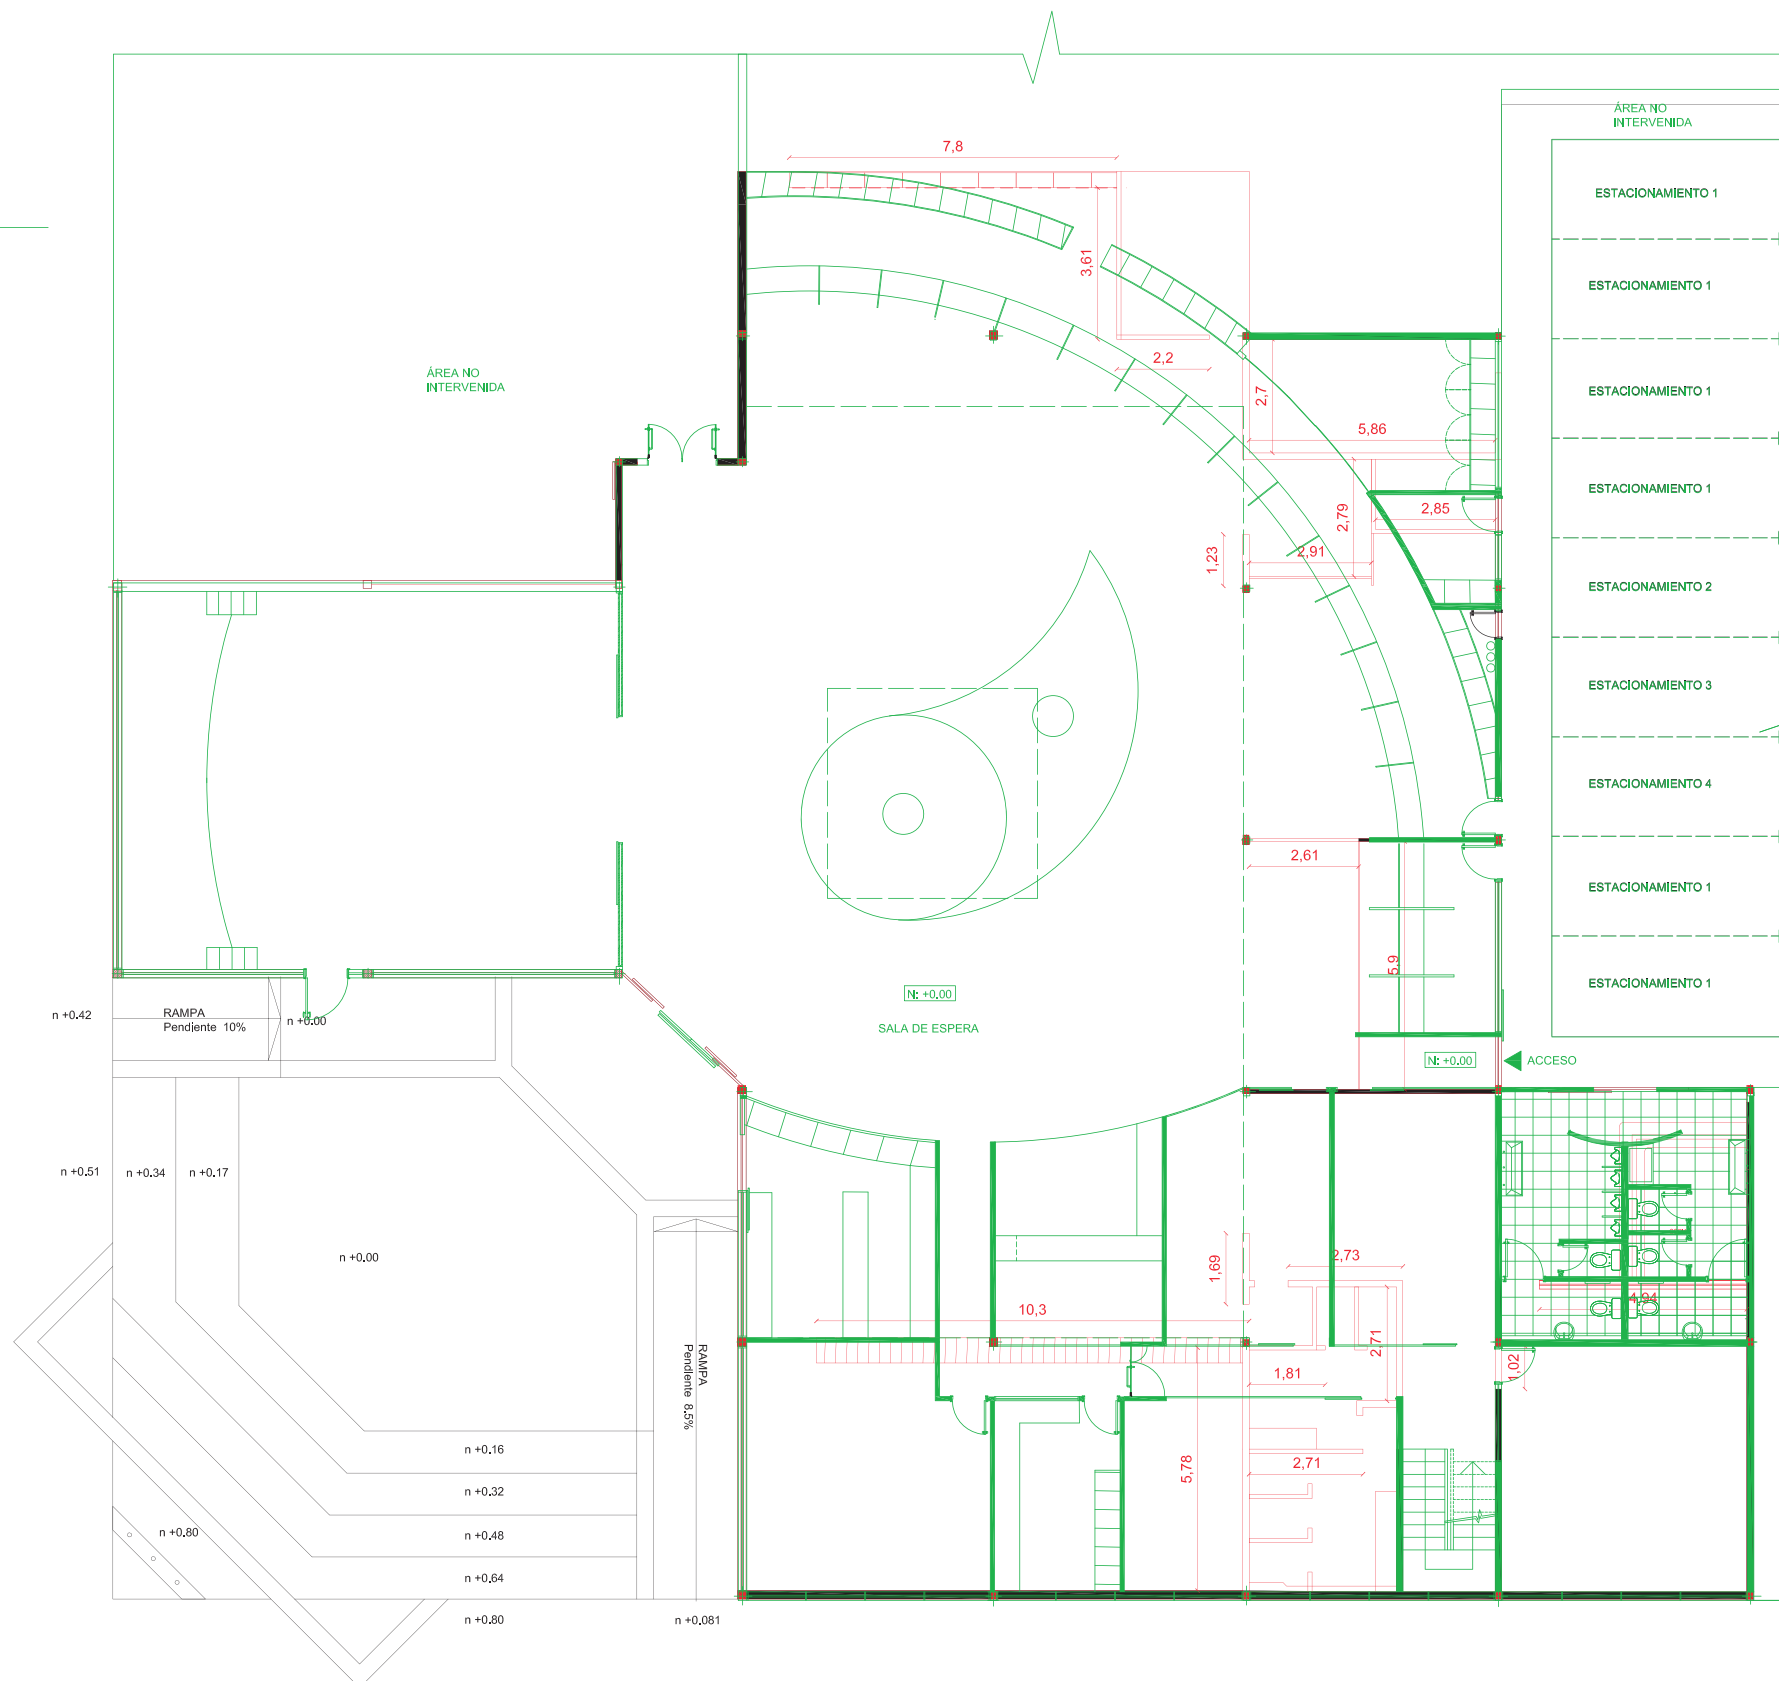 ÁREA NO
INTERVENIDA
7,8
ESTACIONAMIENTO 1
3,61
ESTACIONAMIENTO 1
2,2
ÁREA NO
INTERVENIDA
2,7
ESTACIONAMIENTO 1
5,86
ESTACIONAMIENTO 1
2,79
2,85
1,23
2,91
ESTACIONAMIENTO 2
ESTACIONAMIENTO 3
ESTACIONAMIENTO 4
2,61
ESTACIONAMIENTO 1
5,9
ESTACIONAMIENTO 1
N: +0.00
SALA DE ESPERA
n +0.42
RAMPA
Pendiente 10%
n +0.00
N: +0.00
ACCESO
n +0.51
n +0.34
n +0.17
n +0.00
1,69
2,73
10,3
4,94
2,71
RAMPA
Pendiente 8.5%
1,81
1,02
n +0.16
5,78
2,71
n +0.32
n +0.80
n +0.48
n +0.64
n +0.80
n +0.081